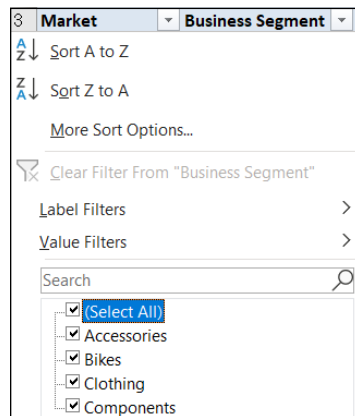 3 Market Business Segment
A
Z Sort A to Z
Z
A Sort Z to A
More Sort Options...
Clear Filter From "Business Segment"
Label Filters
Value Filters
Search
(Select All)
Accessories
Bikes
Clothing
Components